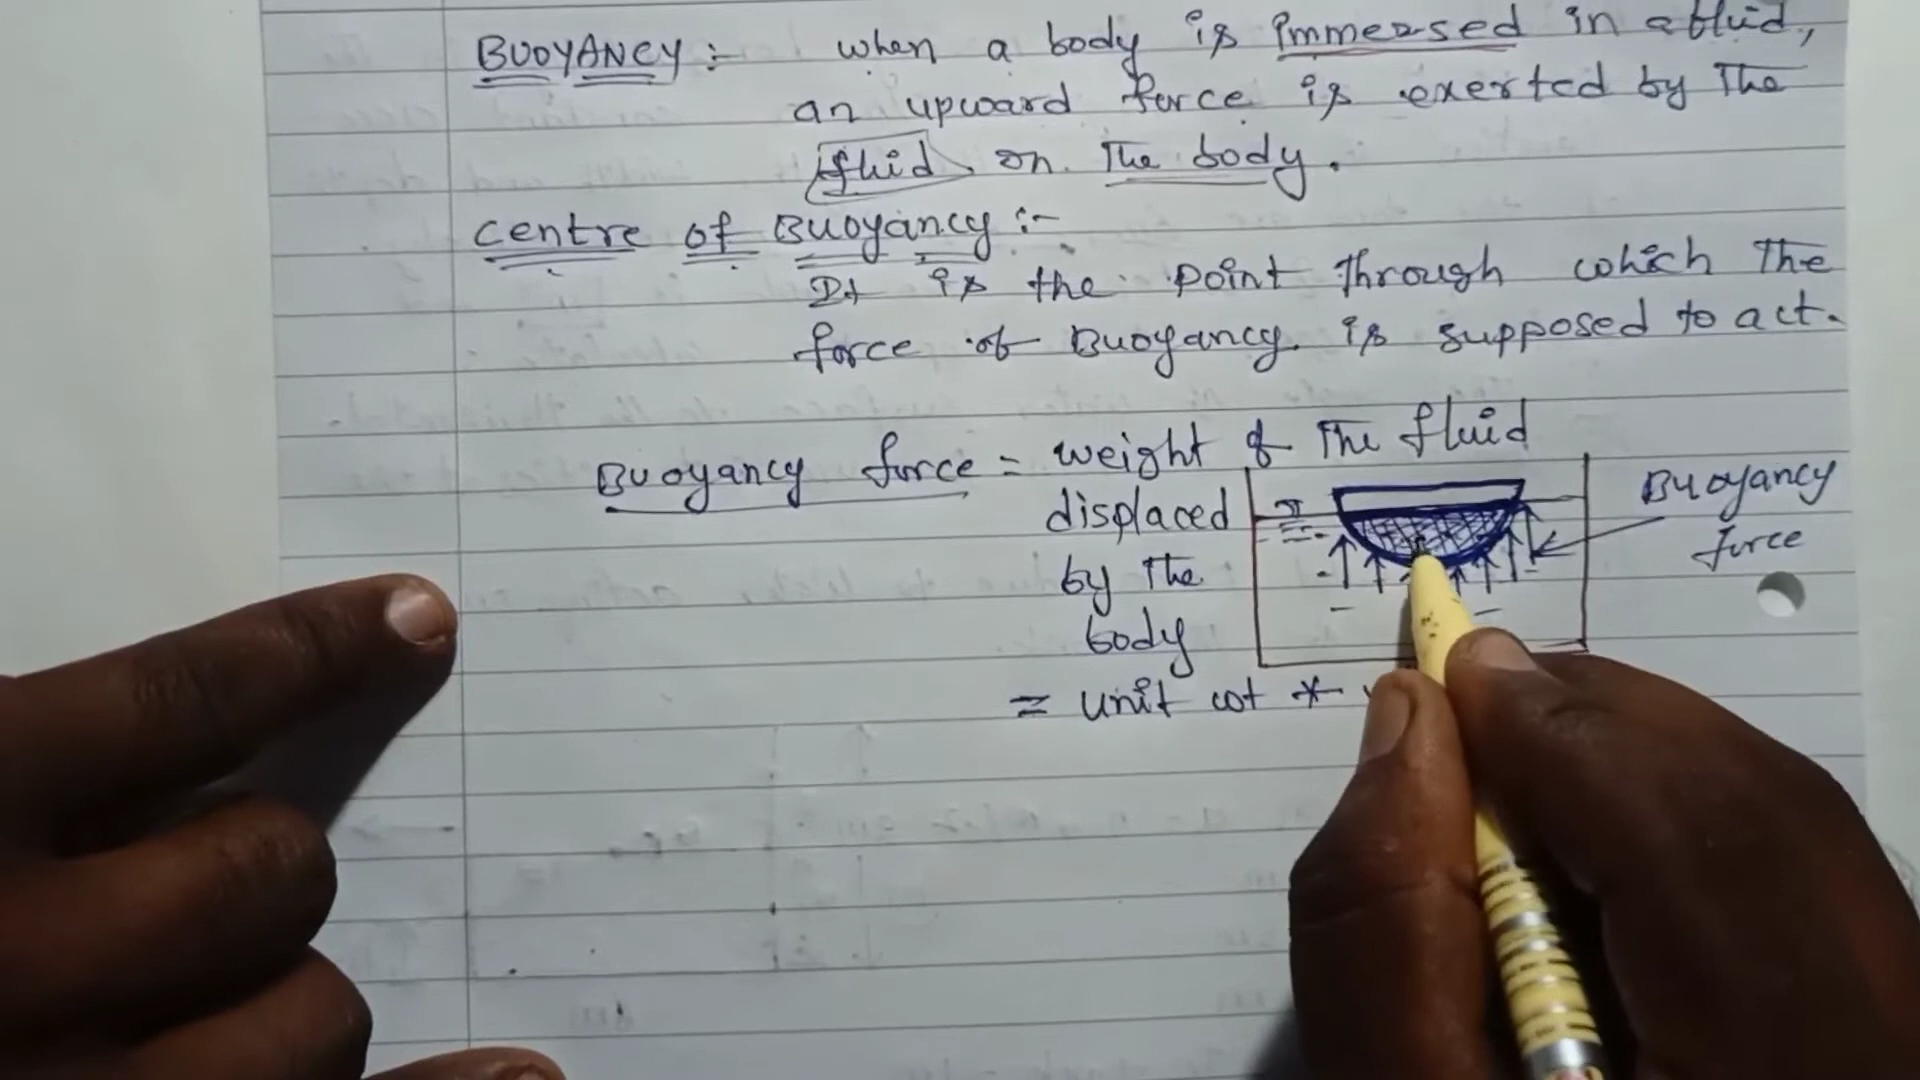 BUOYANCY :- when a body is immersed in a fluid,
an upward force is exerted by The
fluid on The body.
centre of Buoyancy :-
It is the point through which The
force of Buoyancy is supposed to act.
Buoyancy force = weight of The fluid
displaced
by The
body
= unit wt *
Buoyancy
force